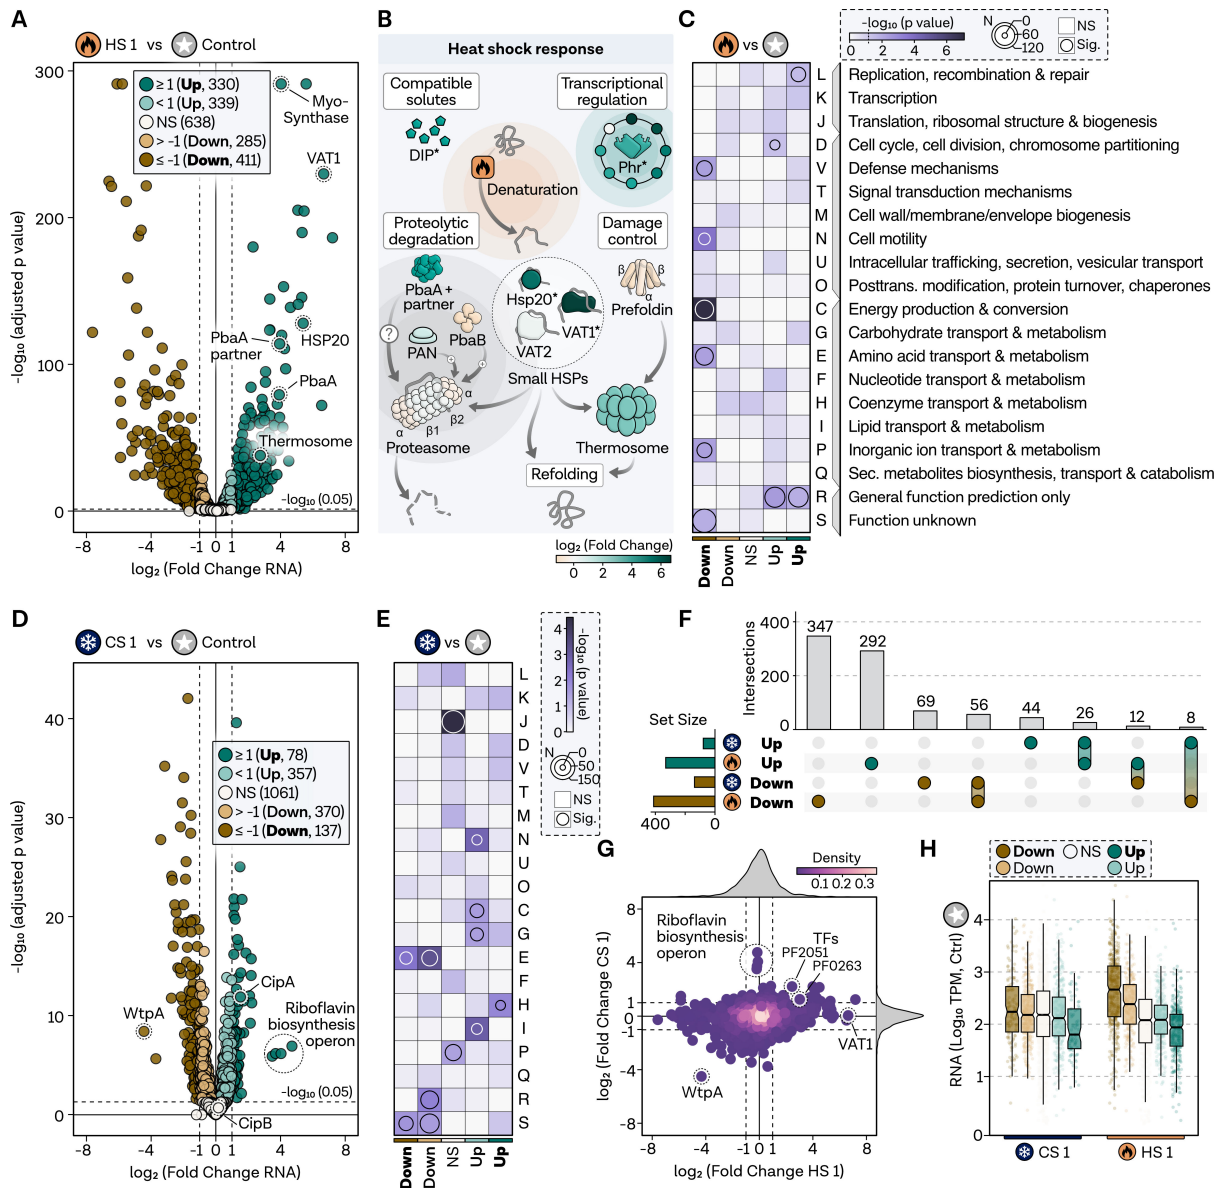 A
HS 1 vs Control
300
200
100
0
-log₁₀ (adjusted p value)
≥ 1 (Up, 330)
< 1 (Up, 339)
NS (638)
> -1 (Down, 285)
≤ -1 (Down, 411)
Myo-
Synthase
VAT1
HSP20
PbaA
partner
PbaA
Thermosome
-log₁₀ (0.05)
-8 -4 -1 0 1 4 8
log₂ (Fold Change RNA)
B
Heat shock response
Compatible
solutes
DIP*
Transcriptional
regulation
Phr*
Denaturation
Proteolytic
degradation
PbaA +
partner
?
PAN
PbaB
α
β2
β1
α
Proteasome
Hsp20*
VAT1*
VAT2
Small HSPs
Damage
control
β β
α
Prefoldin
Thermosome
Refolding
log₂ (Fold Change)
0 2 4 6
C
vs
-log₁₀ (p value)
0 2 4 6
N
0
60
120
NS
Sig.
L Replication, recombination & repair
K Transcription
J Translation, ribosomal structure & biogenesis
D Cell cycle, cell division, chromosome partitioning
V Defense mechanisms
T Signal transduction mechanisms
M Cell wall/membrane/envelope biogenesis
N Cell motility
U Intracellular trafficking, secretion, vesicular transport
O Posttrans. modification, protein turnover, chaperones
C Energy production & conversion
G Carbohydrate transport & metabolism
E Amino acid transport & metabolism
F Nucleotide transport & metabolism
H Coenzyme transport & metabolism
I Lipid transport & metabolism
P Inorganic ion transport & metabolism
Q Sec. metabolites biosynthesis, transport & catabolism
R General function prediction only
S Function unknown
Down Down NS Up Up
D
CS 1 vs Control
40
30
20
10
0
-log₁₀ (adjusted p value)
≥ 1 (Up, 78)
< 1 (Up, 357)
NS (1061)
> -1 (Down, 370)
≤ -1 (Down, 137)
WtpA
CipA
Riboflavin
biosynthesis
operon
-log₁₀ (0.05)
CipB
-8 -4 -1 0 1 4 8
log₂ (Fold Change RNA)
E
vs
-log₁₀ (p value)
4
3
2
1
0
N
0
50
150
NS
Sig.
L
K
J
D
V
T
M
N
U
O
C
G
E
F
H
I
P
Q
R
S
Down Down NS Up Up
F
Intersections
400
200
0
347 292 69 56 44 26 12 8
Set Size
Up
Up
Down
Down
400 0
G
Density
0.1 0.2 0.3
Riboflavin
biosynthesis
operon
TFs
PF2051
PF0263
VAT1
WtpA
8
4
1
0
-1
-4
-8
log₂ (Fold Change CS 1)
-8 -4 -1 0 1 4 8
log₂ (Fold Change HS 1)
H
Down NS Up
Down Up
RNA (Log₁₀ TPM, Ctrl)
4
3
2
1
0
CS 1 HS 1